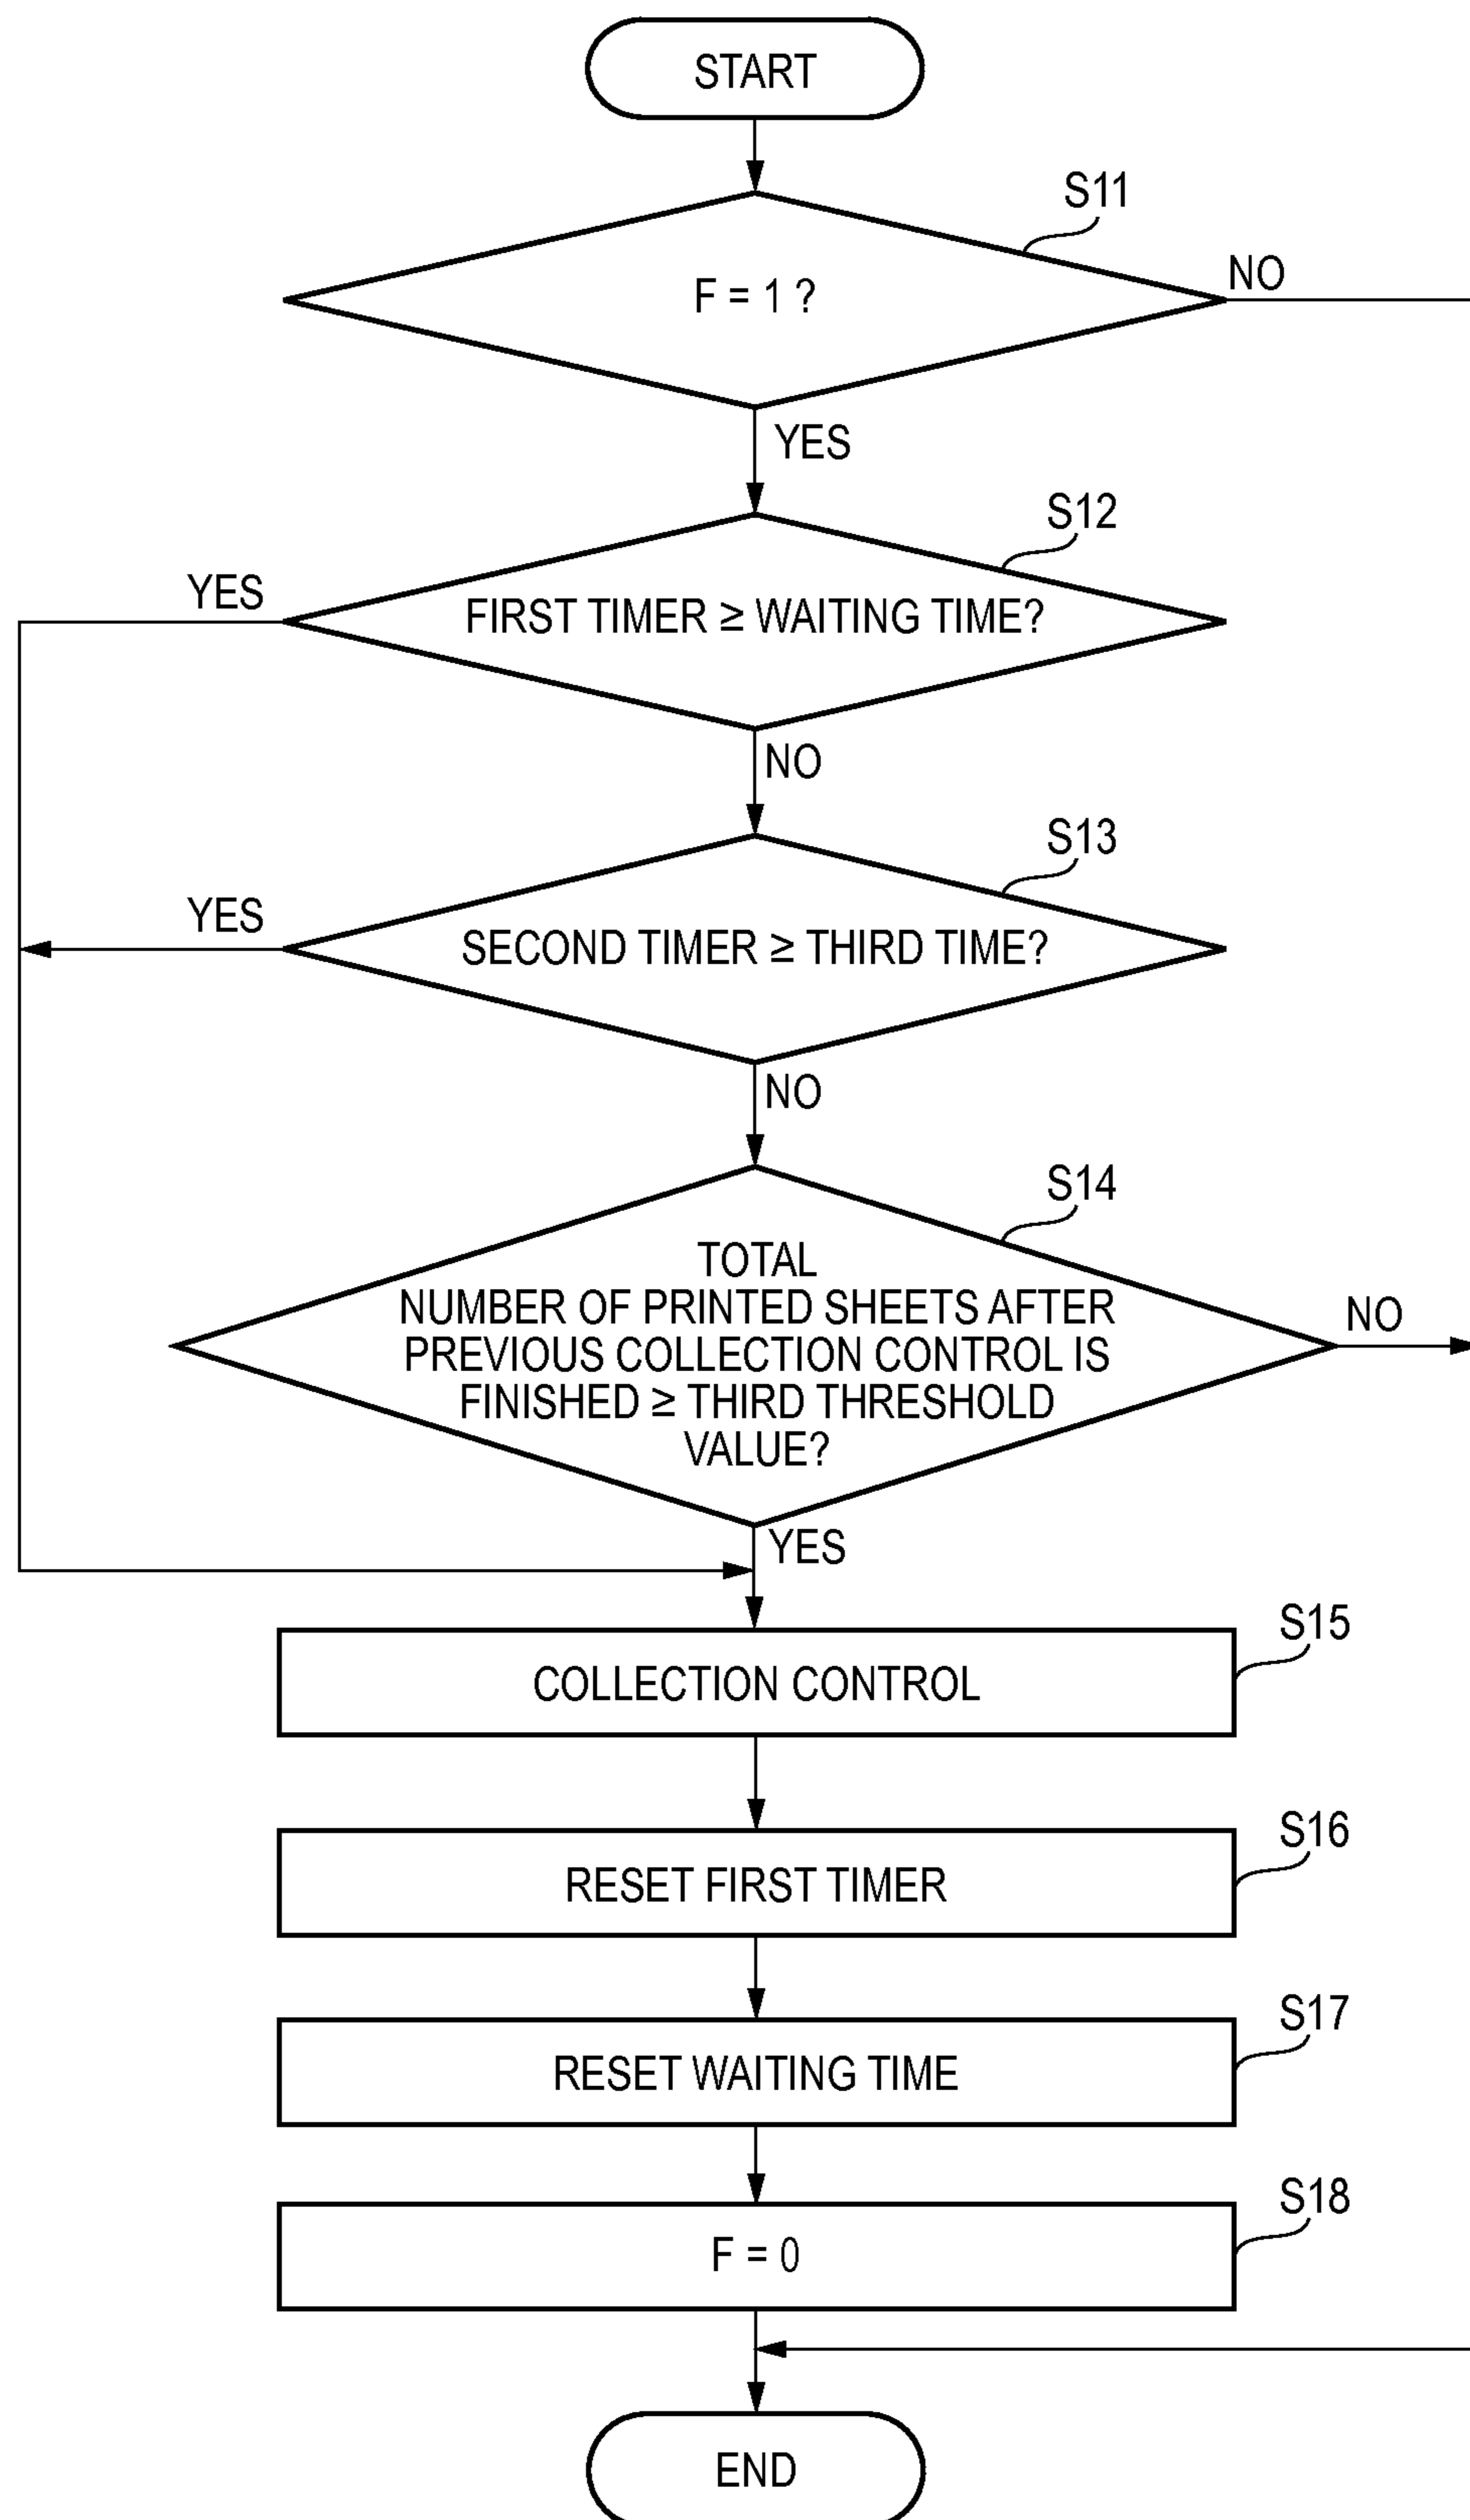 START
S11
F = 1 ?
NO
YES
S12
YES
FIRST TIMER ≥ WAITING TIME?
NO
S13
YES
SECOND TIMER ≥ THIRD TIME?
NO
S14
TOTAL
NUMBER OF PRINTED SHEETS AFTER
PREVIOUS COLLECTION CONTROL IS
FINISHED ≥ THIRD THRESHOLD
VALUE?
NO
YES
S15
COLLECTION CONTROL
S16
RESET FIRST TIMER
S17
RESET WAITING TIME
S18
F = 0
END